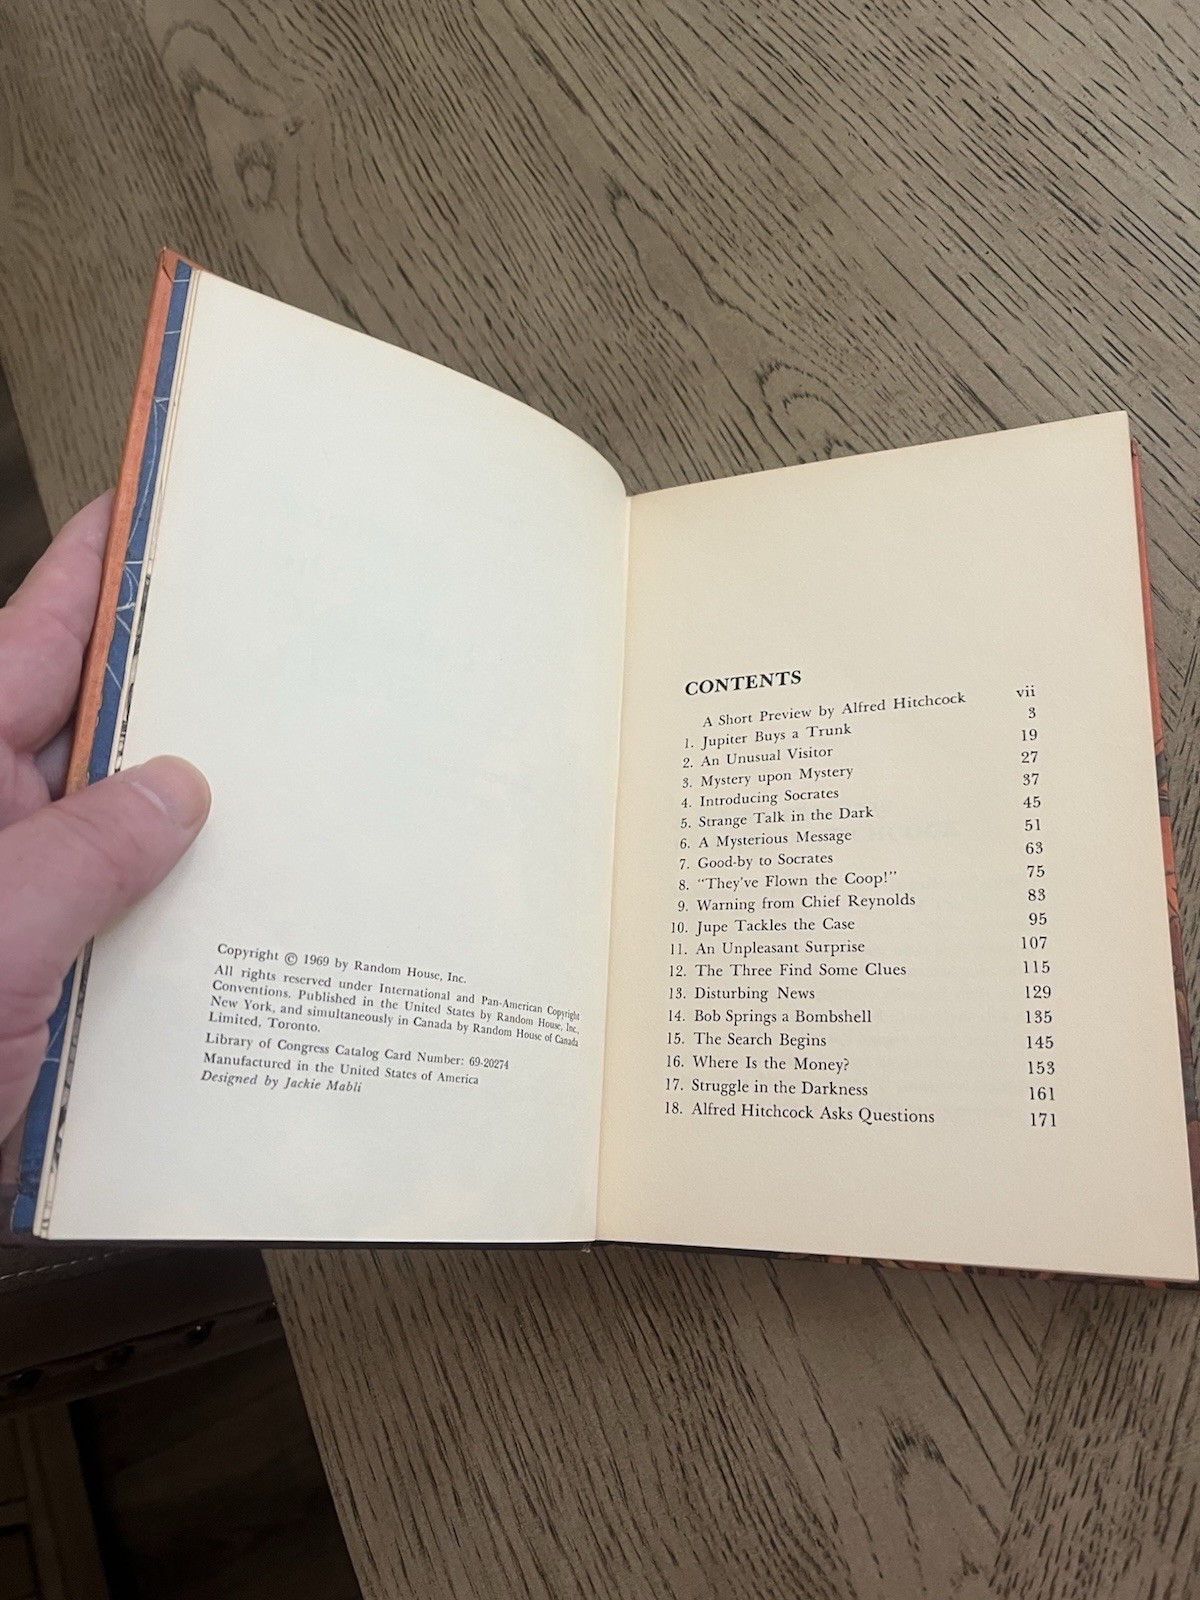 Copyright © 1969 by Random House, Inc.
All rights reserved under International and Pan-American Copyright
Conventions. Published in the United States by Random House, Inc,
New York, and simultaneously in Canada by Random House of Canada
Limited, Toronto.
Library of Congress Catalog Card Number: 69-20274
Manufactured in the United States of America
Designed by Jackie Mabli
CONTENTS
A Short Preview by Alfred Hitchcock vii
1. Jupiter Buys a Trunk 3
2. An Unusual Visitor 19
3. Mystery upon Mystery 27
4. Introducing Socrates 37
5. Strange Talk in the Dark 45
6. A Mysterious Message 51
7. Good-by to Socrates 63
8. "They've Flown the Coop!" 75
9. Warning from Chief Reynolds 83
10. Jupe Tackles the Case 95
11. An Unpleasant Surprise 107
12. The Three Find Some Clues 115
13. Disturbing News 129
14. Bob Springs a Bombshell 135
15. The Search Begins 145
16. Where Is the Money? 153
17. Struggle in the Darkness 161
18. Alfred Hitchcock Asks Questions 171